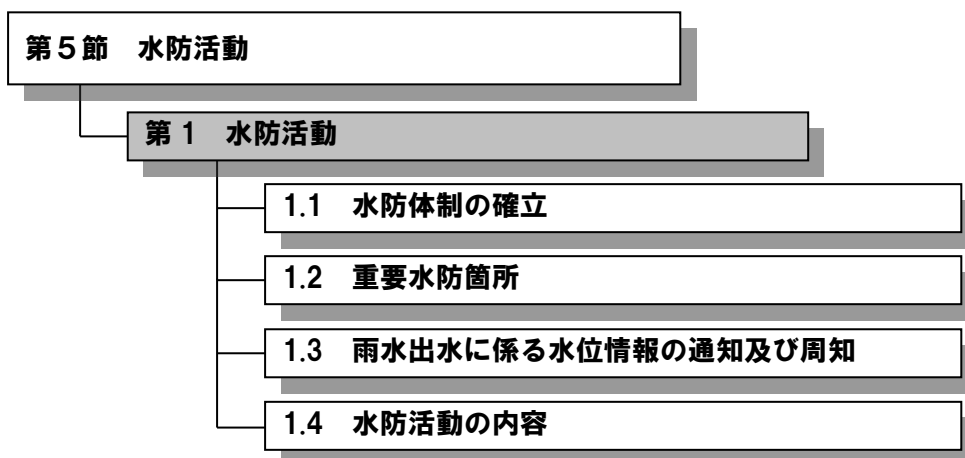 第５節　水防活動
第１　水防活動
1.1　水防体制の確立
1.2　重要水防箇所
1.3　雨水出水に係る水位情報の通知及び周知
1.4　水防活動の内容